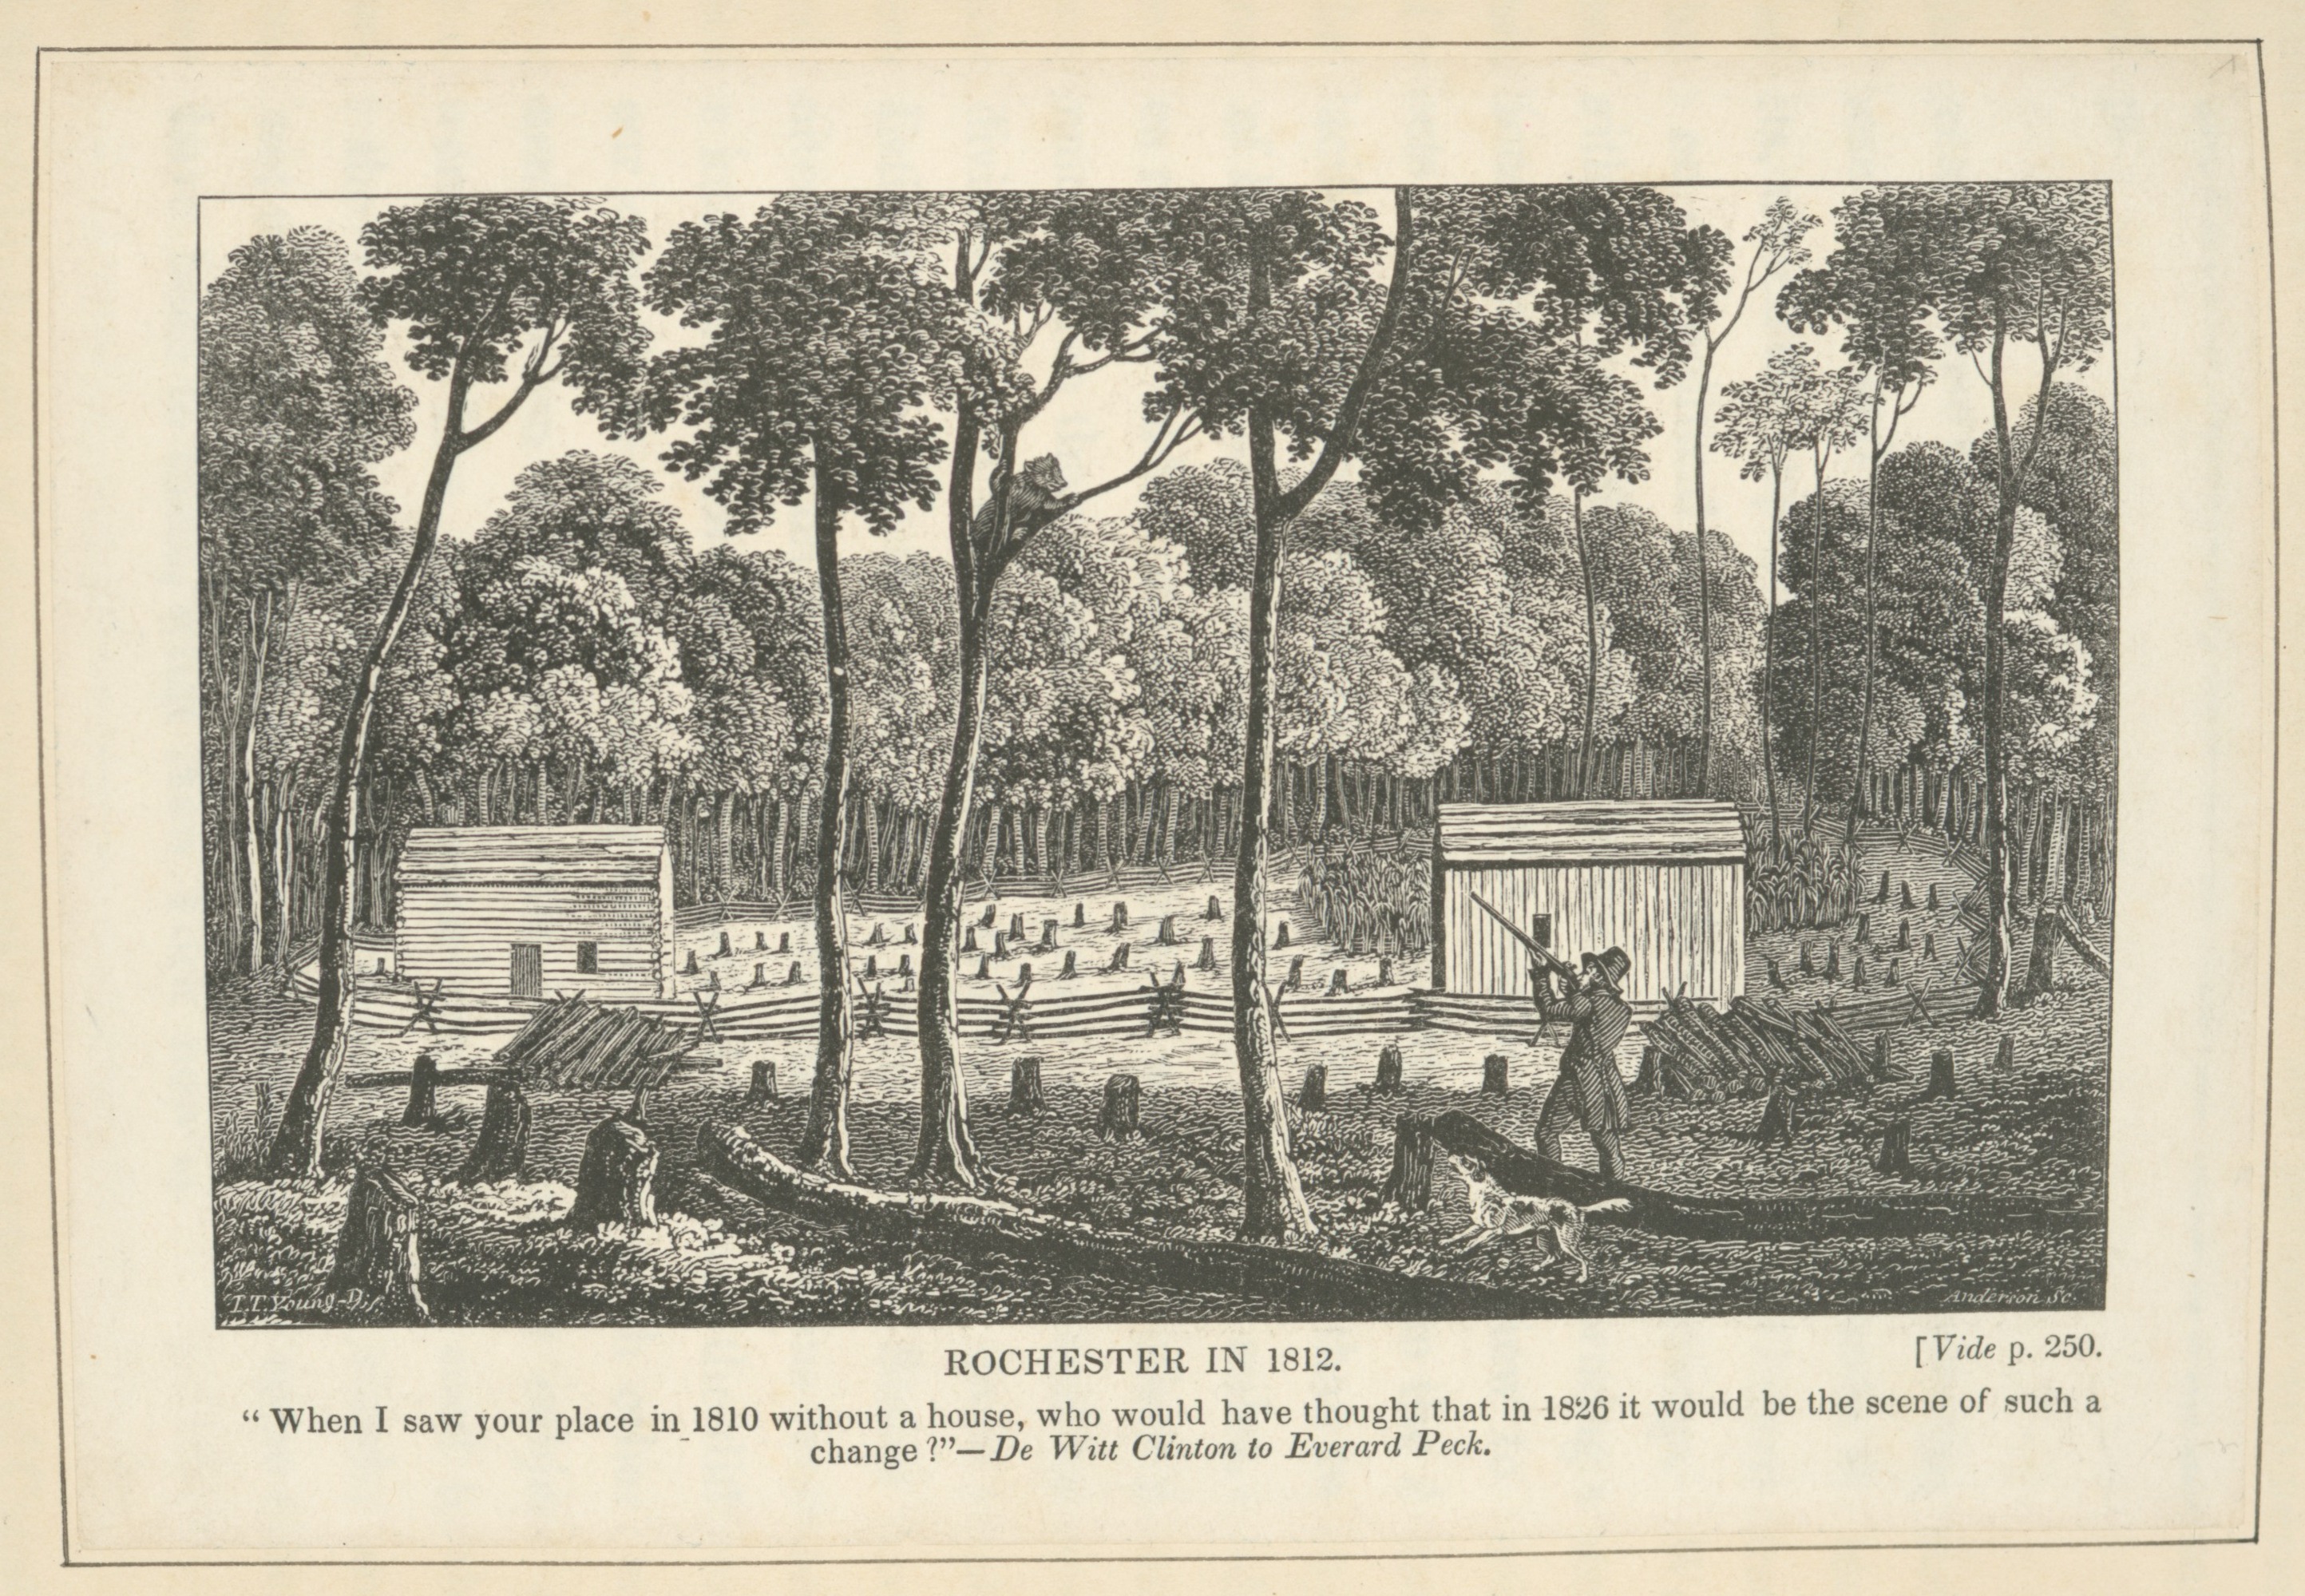 I.T. Young-D.
Anderson Sc.
ROCHESTER IN 1812.
[Vide p. 250.
“ When I saw your place in 1810 without a house, who would have thought that in 1826 it would be the scene of such a
change ?”—De Witt Clinton to Everard Peck.